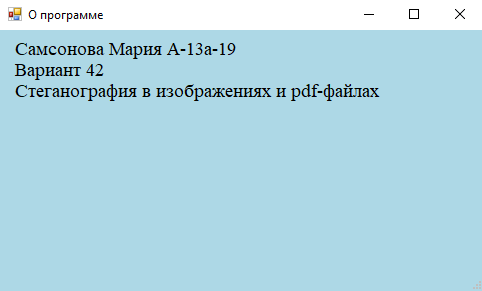 О программе
Самсонова Мария А-13а-19
Вариант 42
Стеганография в изображениях и pdf-файлах